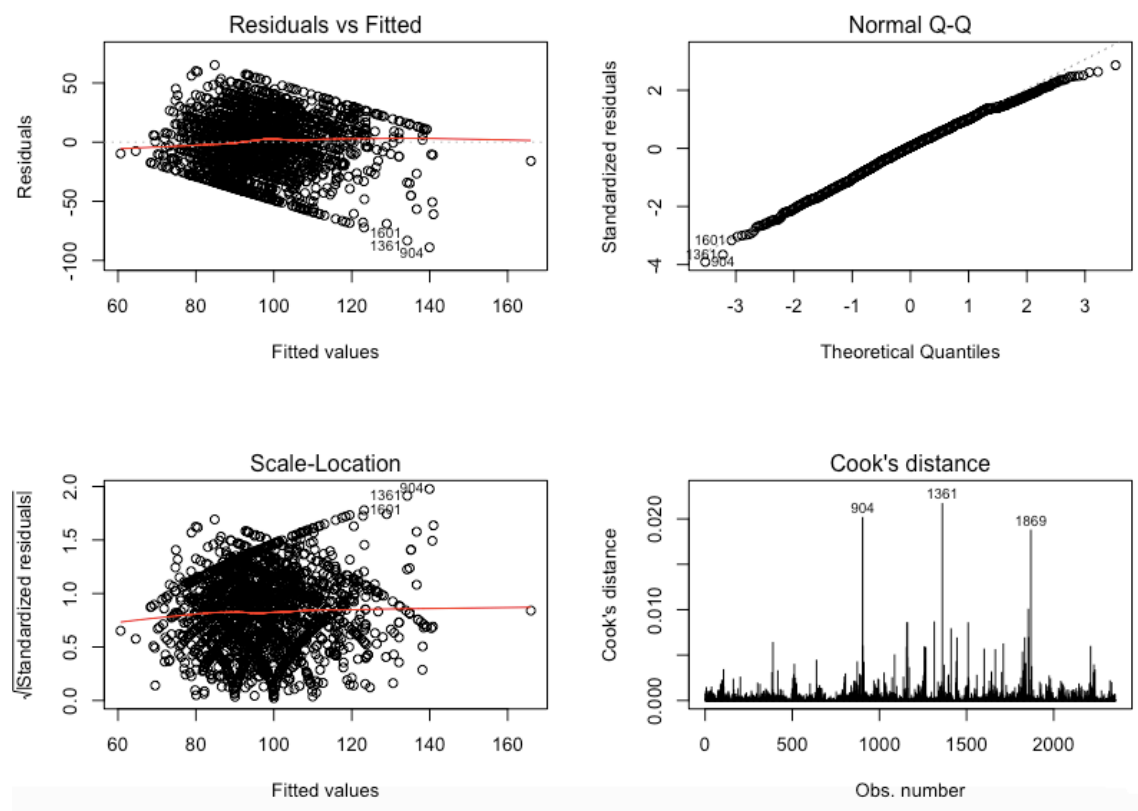 Residuals vs Fitted
Residuals
50
0
-50
-100
1601
1361
904
60 80 100 120 140 160
Fitted values
Normal Q-Q
Standardized residuals
2
0
-2
-4
1601
1361
904
-3 -2 -1 0 1 2 3
Theoretical Quantiles
Scale-Location
√|Standardized residuals|
2.0
1.5
1.0
0.5
0.0
904
1361
1601
60 80 100 120 140 160
Fitted values
Cook's distance
Cook's distance
0.020
0.010
0.000
1361
904
1869
0 500 1000 1500 2000
Obs. number